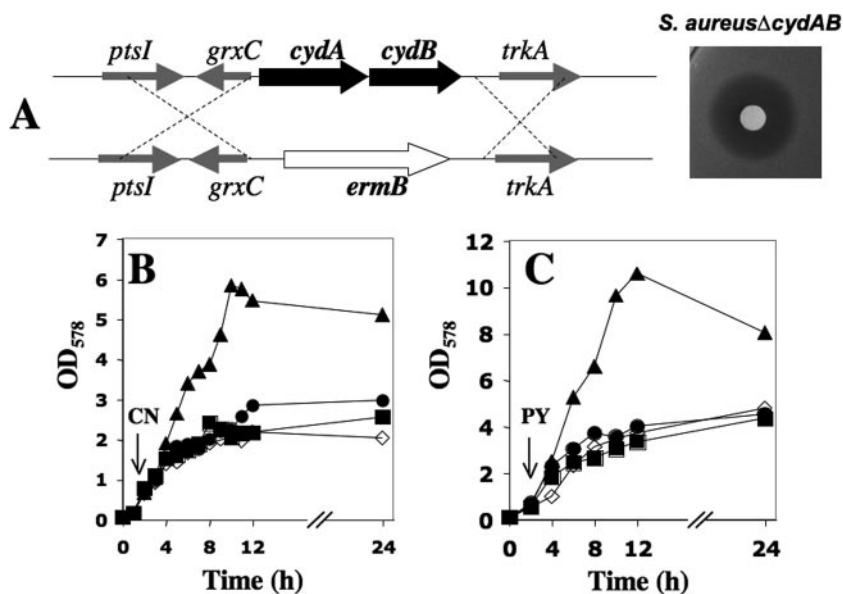 S. aureusΔcydAB
ptsI grxC cydA cydB trkA
A
ptsI grxC ermB trkA
B
7
6
5
4
3
2
1
0
OD578
CN
0 4 8 12 24
Time (h)
C
12
10
8
6
4
2
0
OD578
PY
0 4 8 12 24
Time (h)